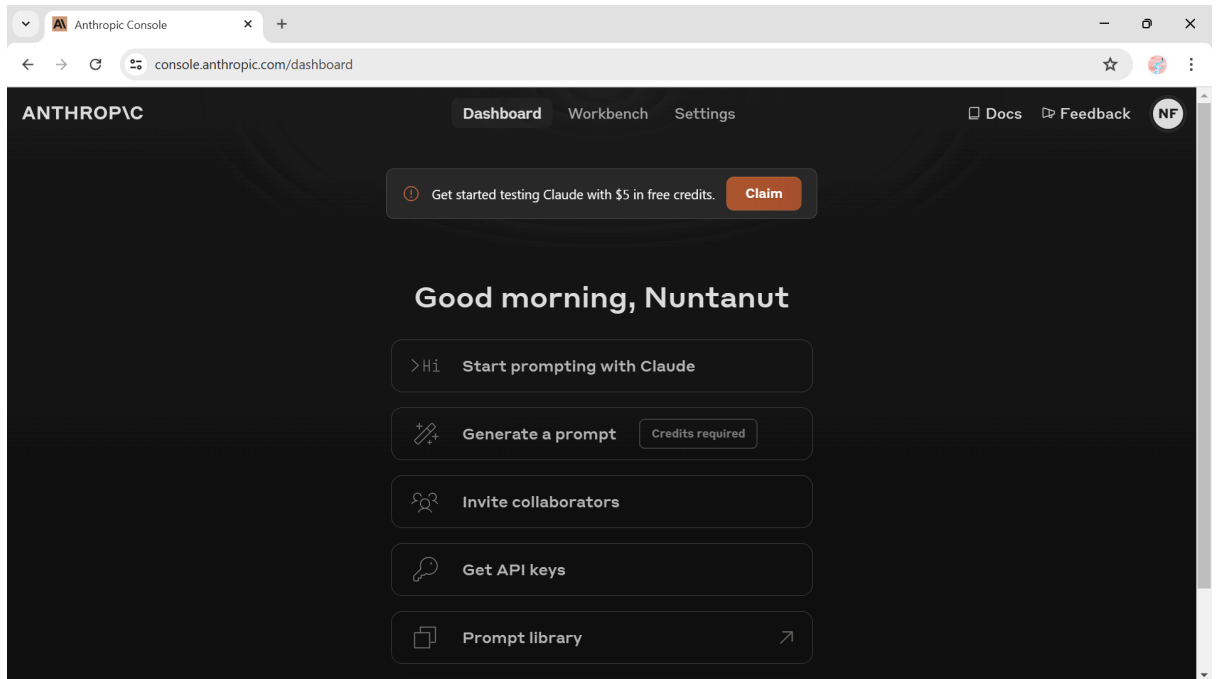 Anthropic Console
console.anthropic.com/dashboard
ANTHROP\C
Dashboard
Workbench
Settings
Docs
Feedback
NF
Get started testing Claude with $5 in free credits.
Claim
Good morning, Nuntanut
>Hi
Start prompting with Claude
Generate a prompt
Credits required
Invite collaborators
Get API keys
Prompt library